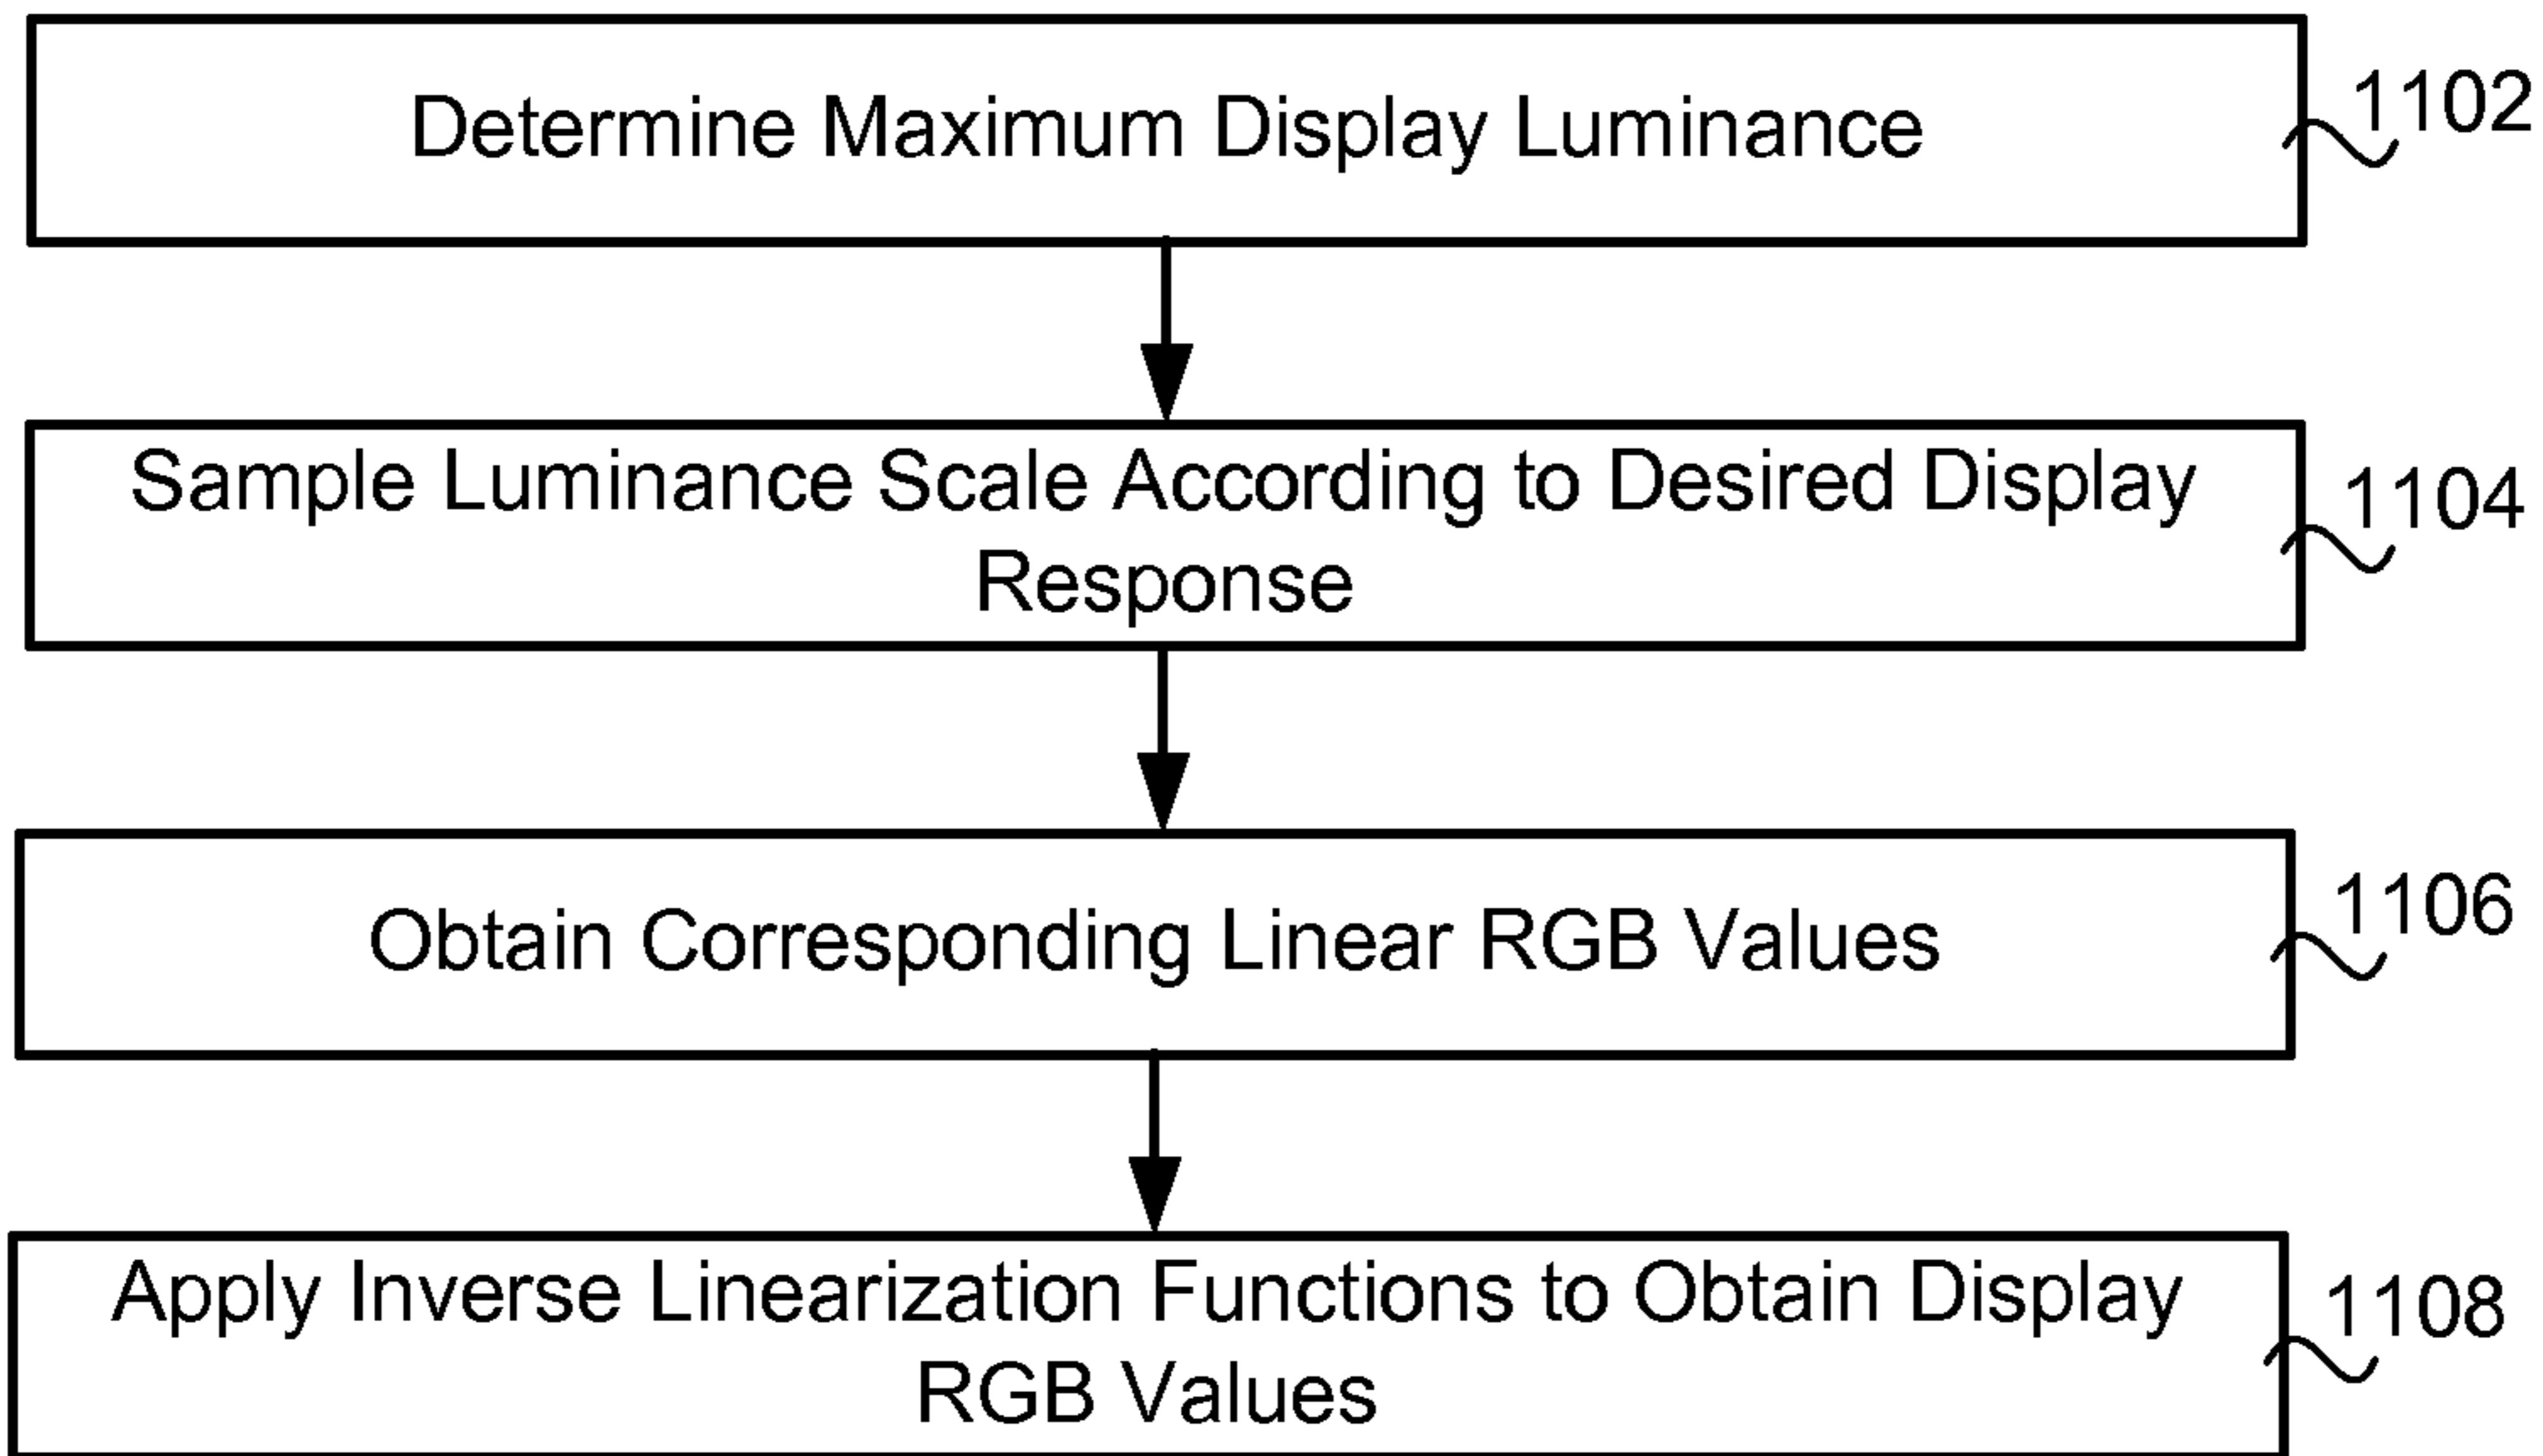 Determine Maximum Display Luminance
1102
Sample Luminance Scale According to Desired Display
Response
1104
Obtain Corresponding Linear RGB Values
1106
Apply Inverse Linearization Functions to Obtain Display
RGB Values
1108